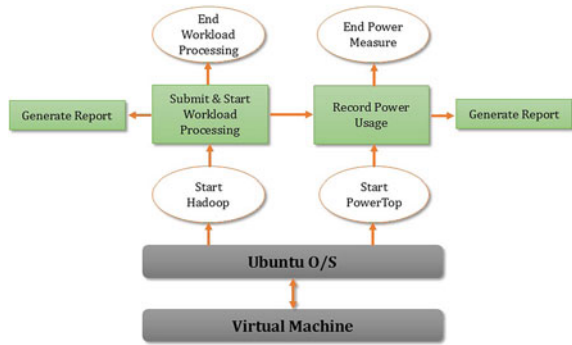 End
Workload
Processing
End Power
Measure
Generate Report
Submit & Start
Workload
Processing
Record Power
Usage
Generate Report
Start
Hadoop
Start
PowerTop
Ubuntu O/S
Virtual Machine